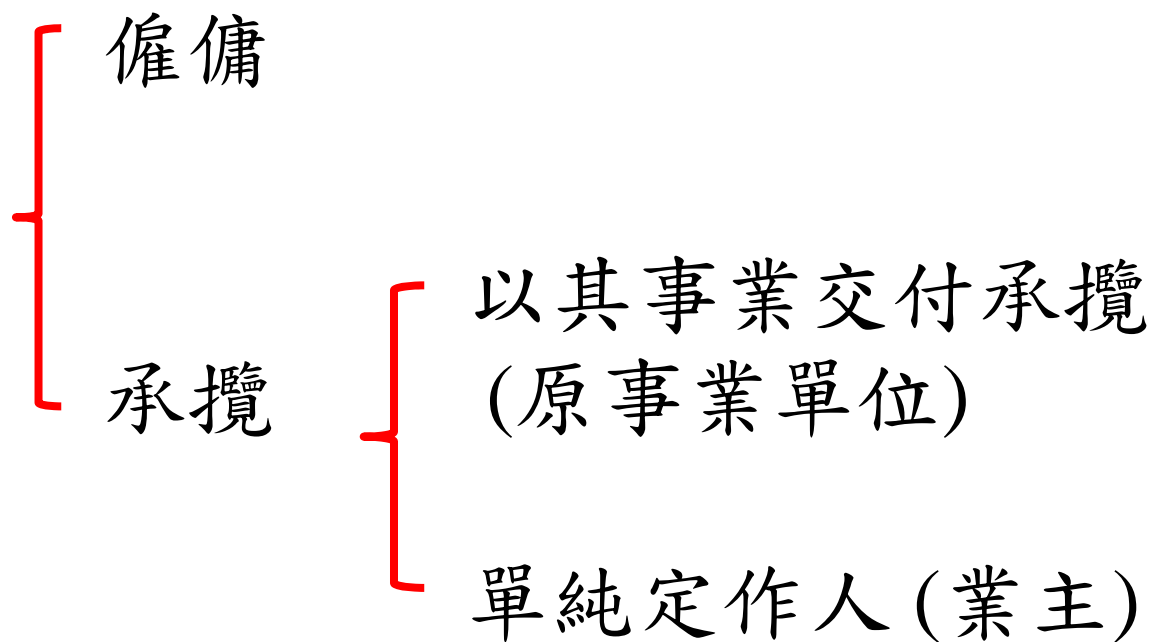 僱傭
以其事業交付承攬
承攬
(原事業單位)
單純定作人(業主)